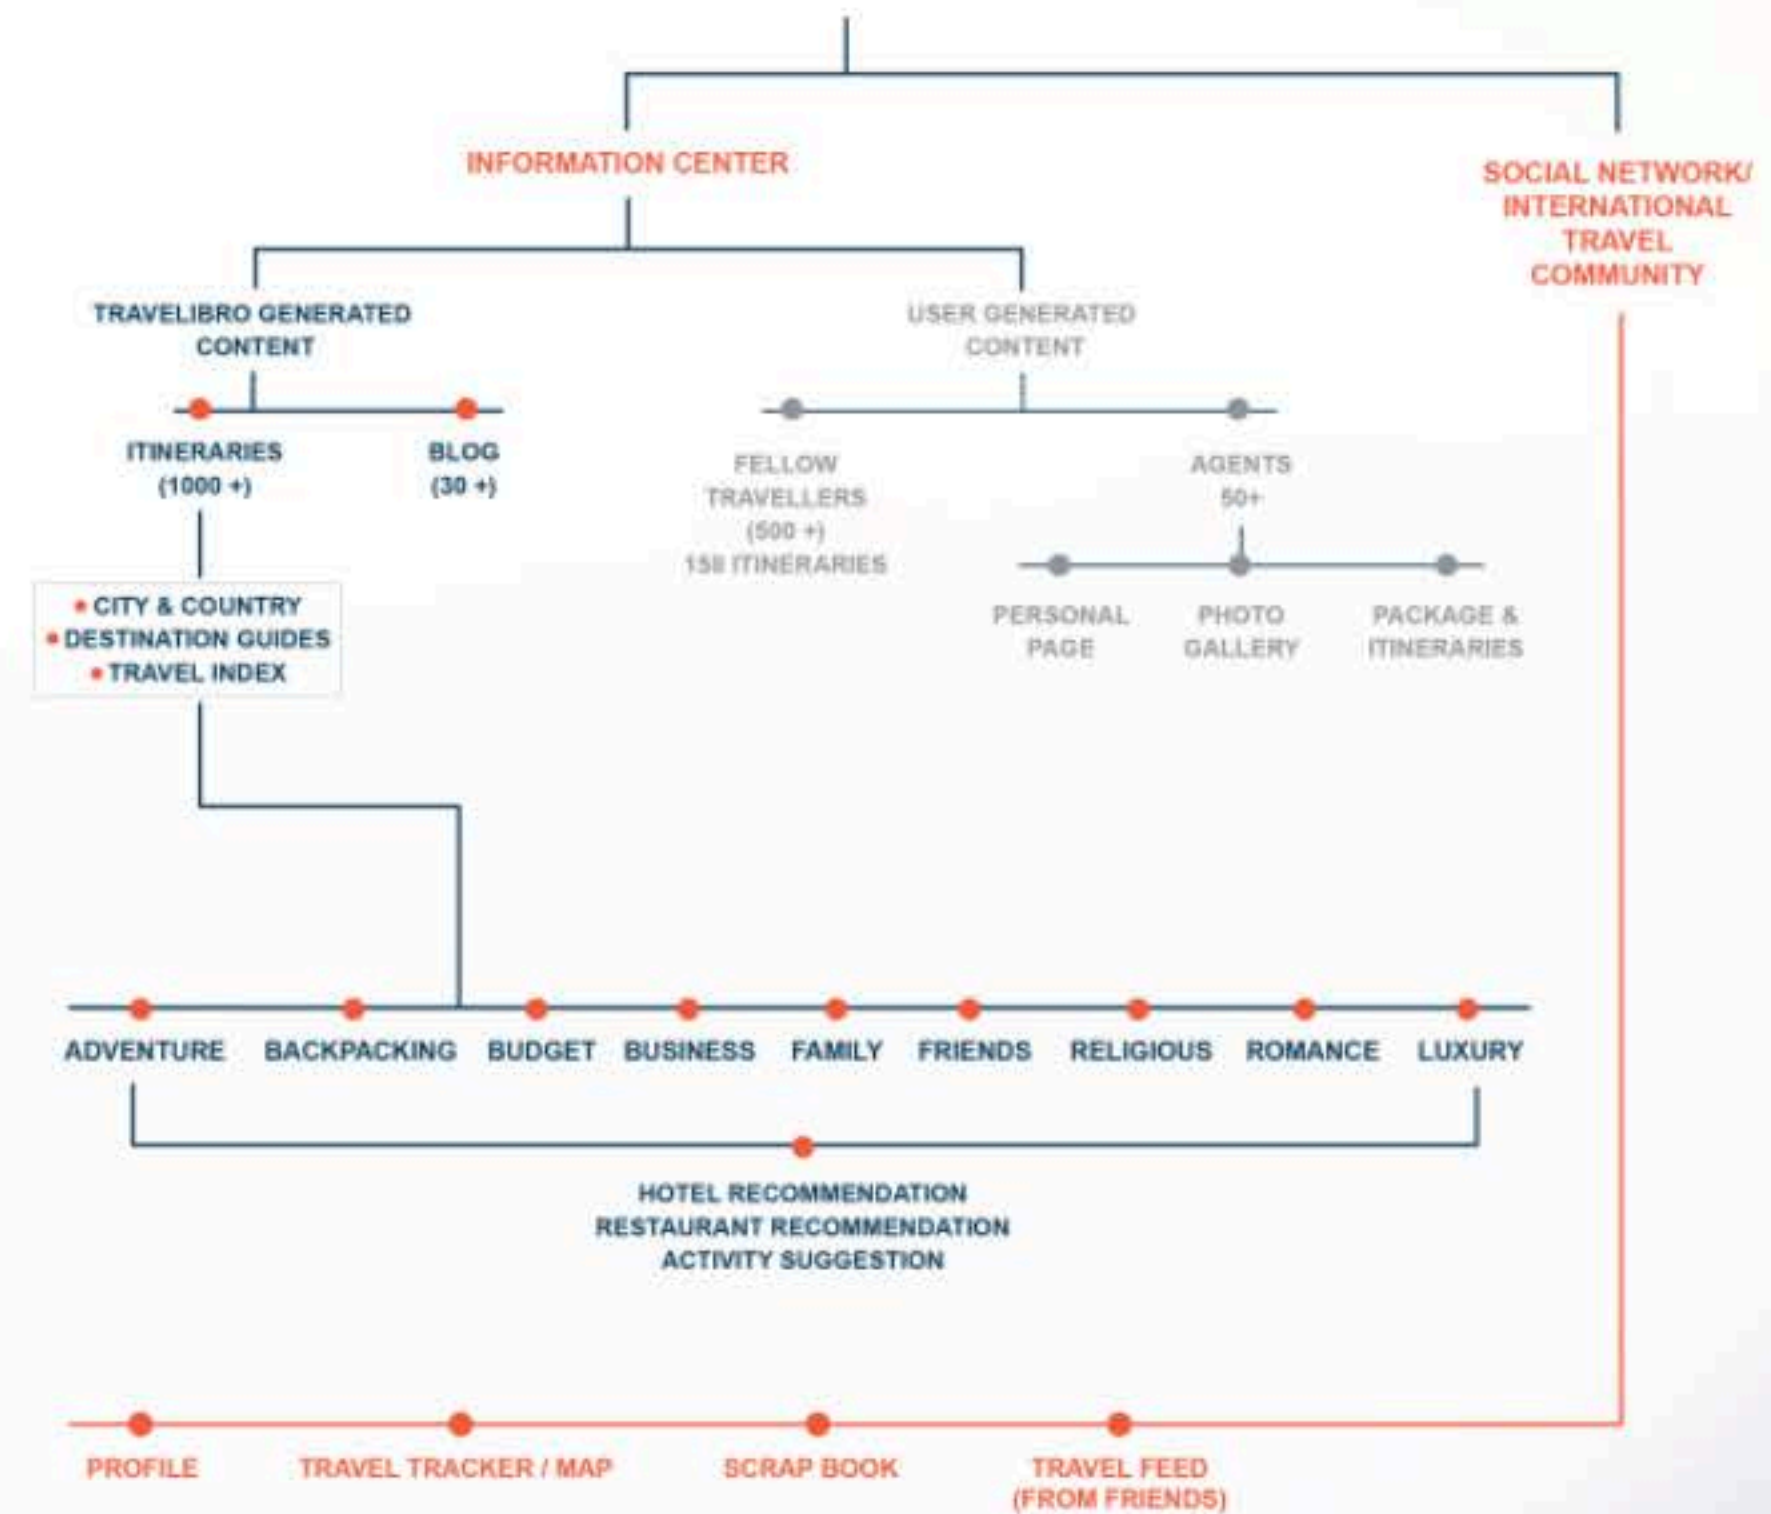 INFORMATION CENTER
SOCIAL NETWORK/
INTERNATIONAL
TRAVEL
COMMUNITY
TRAVELIBRO GENERATED
CONTENT
USER GENERATED
CONTENT
ITINERARIES
(1000 +)
BLOG
(30 +)
FELLOW
TRAVELLERS
(500 +)
ITINERARIES
AGENTS
50+
• CITY & COUNTRY
• DESTINATION GUIDES
• TRAVEL INDEX
PERSONAL
PAGE
PHOTO
GALLERY
PACKAGE &
ITINERARIES
ADVENTURE
BACKPACKING
BUDGET
BUSINESS
FAMILY
FRIENDS
RELIGIOUS
ROMANCE
LUXURY
HOTEL RECOMMENDATION
RESTAURANT RECOMMENDATION
ACTIVITY SUGGESTION
PROFILE
TRAVEL TRACKER / MAP
SCRAP BOOK
TRAVEL FEED
(FROM FRIENDS)